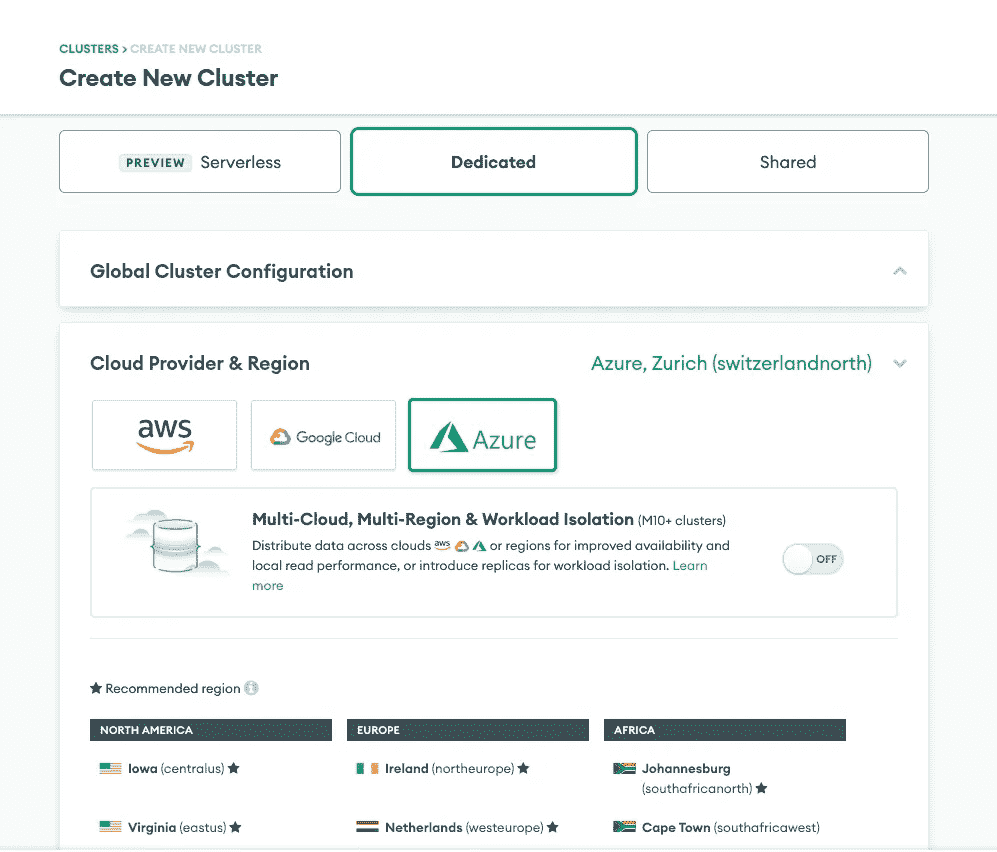 CLUSTERS > CREATE NEW CLUSTER
Create New Cluster
PREVIEW Serverless
Dedicated
Shared
Global Cluster Configuration
Cloud Provider & Region
Azure, Zurich (switzerlandnorth)
aws
Google Cloud
Azure
Multi-Cloud, Multi-Region & Workload Isolation (M10+ clusters)
Distribute data across clouds aws or regions for improved availability and
local read performance, or introduce replicas for workload isolation. Learn
more
OFF
★ Recommended region
NORTH AMERICA
Iowa (centralus) ★
Virginia (eastus) ★
EUROPE
Ireland (northeurope) ★
Netherlands (westeurope) ★
AFRICA
Johannesburg
(southafricanorth) ★
Cape Town (southafricawest)